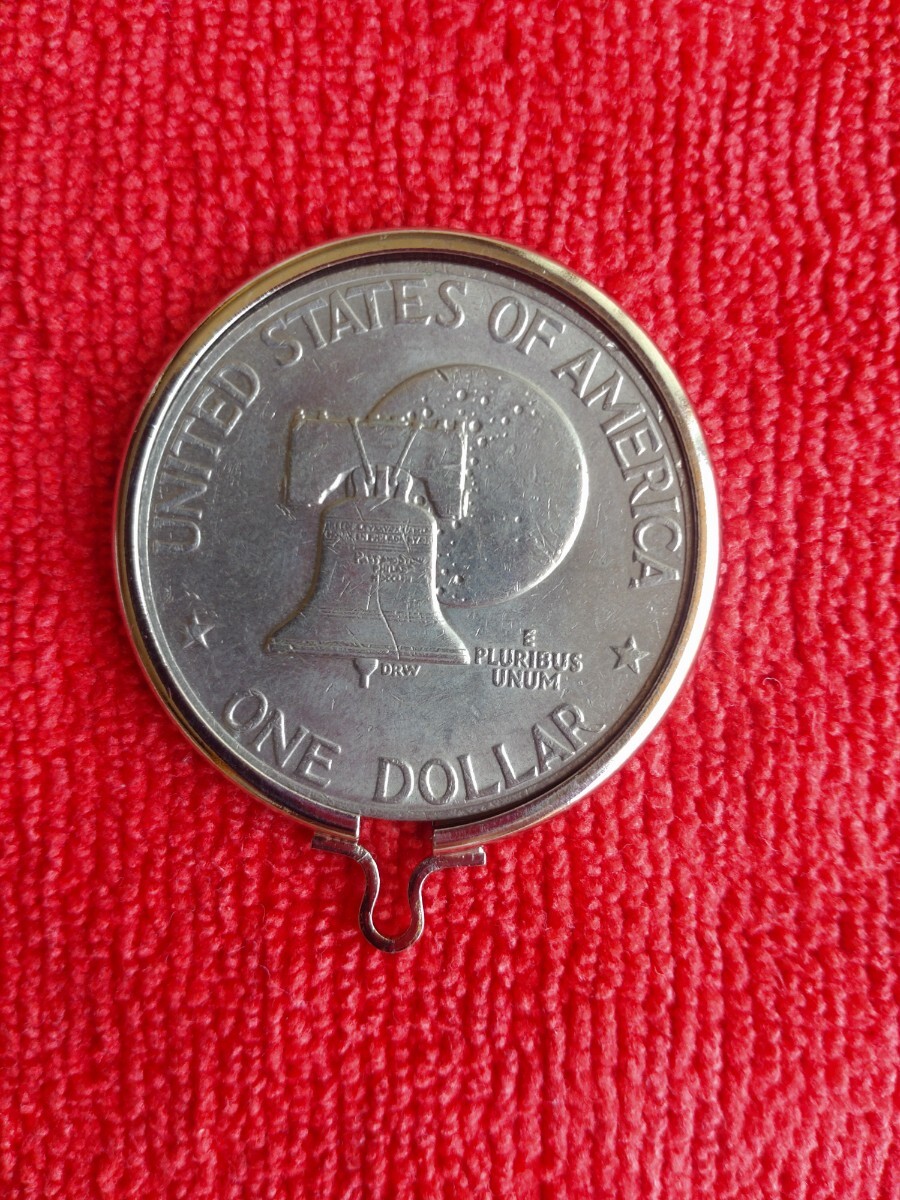 UNITED STATES OF AMERICA
E
PLURIBUS
UNUM
DRW
ONE DOLLAR